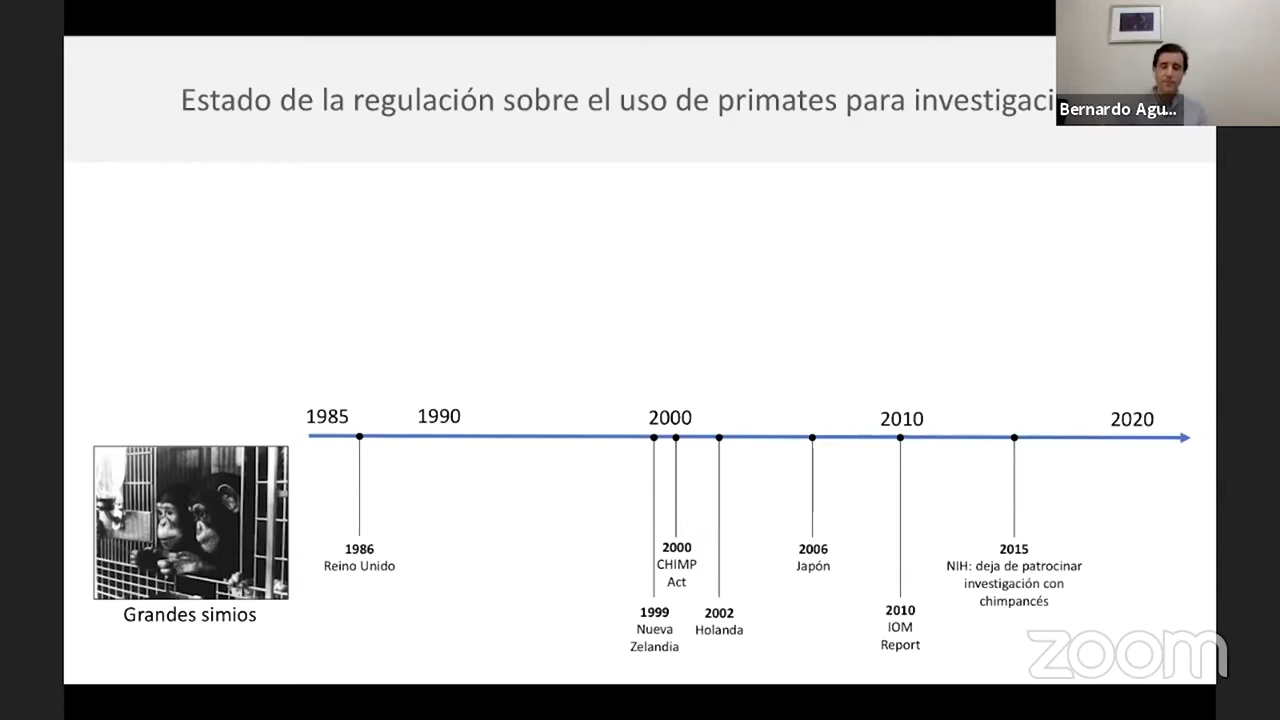 Estado de la regulación sobre el uso de primates para
Bernardo Agu...
1985
1990
2000
2010
2020
1986
Reino Unido
1999
Nueva
Zelandia
2000
CHIMP
Act
2002
Holanda
2006
Japón
2010
IOM
Report
2015
NIH: deja de patrocinar
investigación con
chimpancés
Grandes simios
zoom